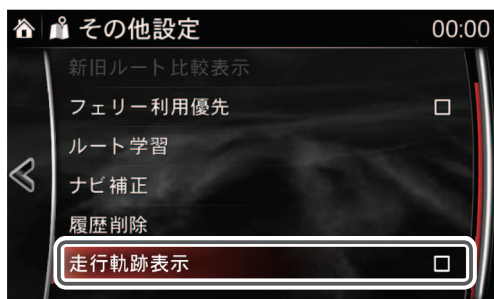 その他設定 00:00
新旧ルート比較表示
フェリー利用優先
ルート学習
ナビ補正
履歴削除
走行軌跡表示